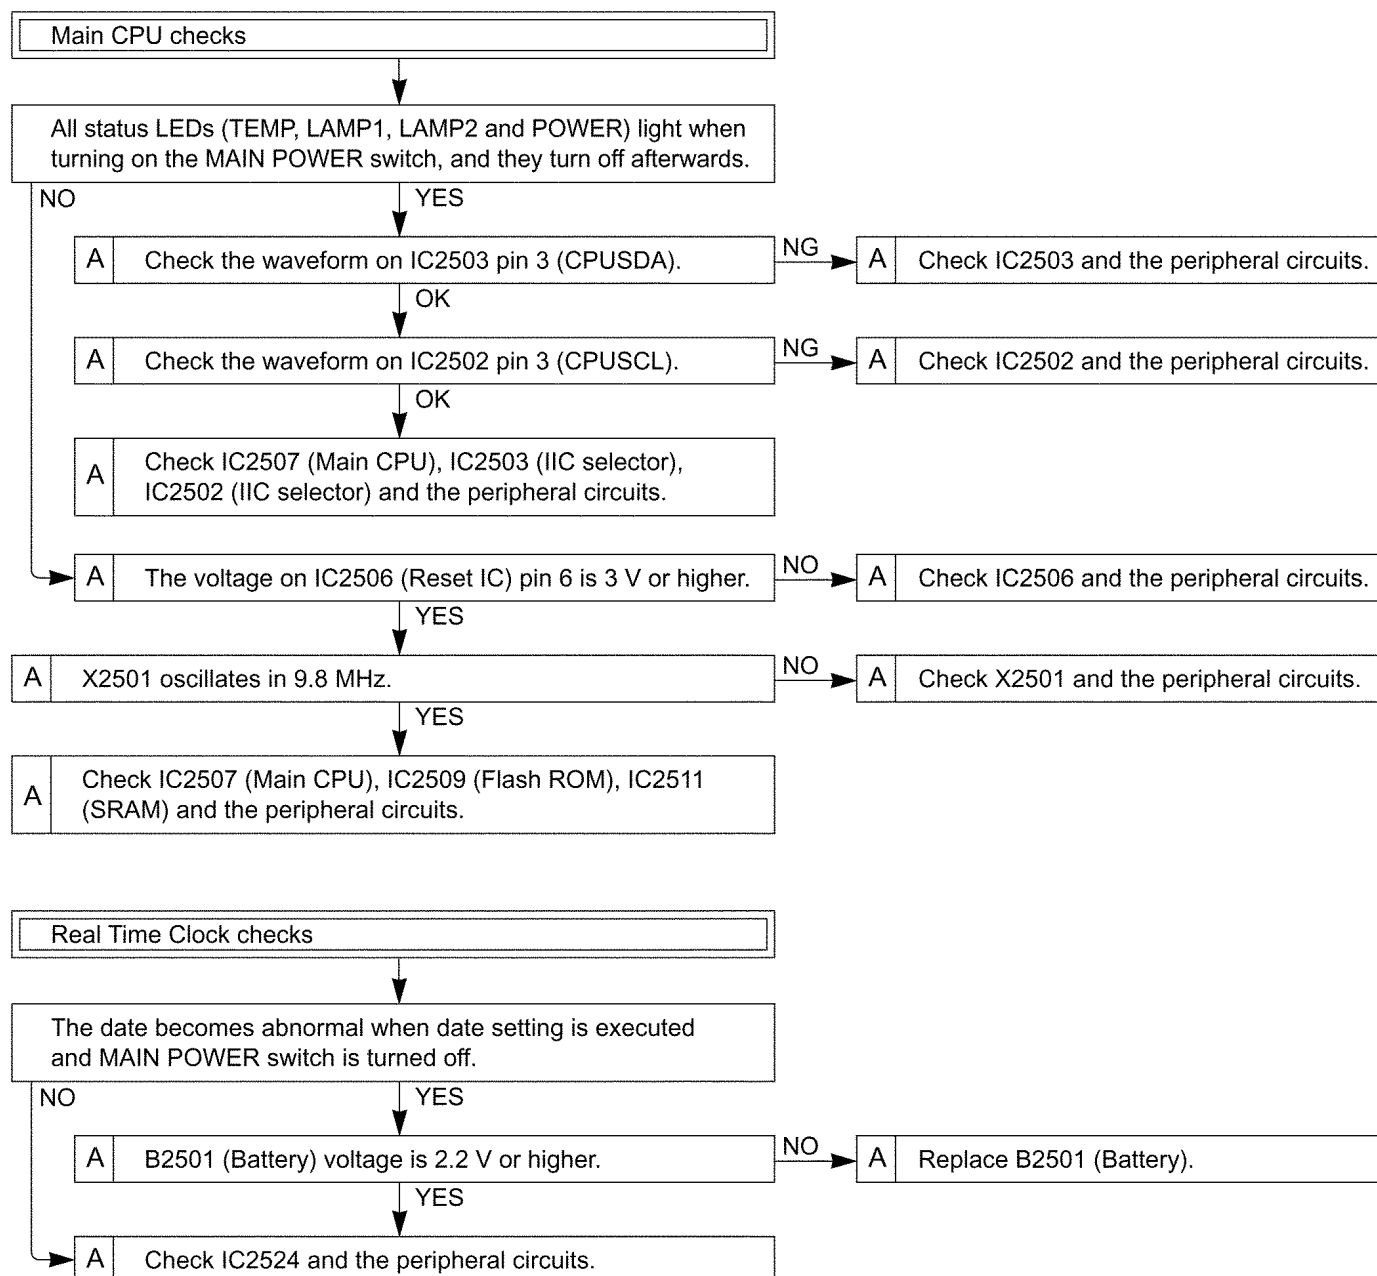 Main CPU checks
All status LEDs (TEMP, LAMP1, LAMP2 and POWER) light when
turning on the MAIN POWER switch, and they turn off afterwards.
NO
YES
A
Check the waveform on IC2503 pin 3 (CPUSDA).
NG
A
Check IC2503 and the peripheral circuits.
OK
A
Check the waveform on IC2502 pin 3 (CPUSCL).
NG
A
Check IC2502 and the peripheral circuits.
OK
A
Check IC2507 (Main CPU), IC2503 (IIC selector),
IC2502 (IIC selector) and the peripheral circuits.
A
The voltage on IC2506 (Reset IC) pin 6 is 3 V or higher.
NO
A
Check IC2506 and the peripheral circuits.
YES
A
X2501 oscillates in 9.8 MHz.
NO
A
Check X2501 and the peripheral circuits.
YES
A
Check IC2507 (Main CPU), IC2509 (Flash ROM), IC2511
(SRAM) and the peripheral circuits.
Real Time Clock checks
The date becomes abnormal when date setting is executed
and MAIN POWER switch is turned off.
NO
YES
A
B2501 (Battery) voltage is 2.2 V or higher.
NO
A
Replace B2501 (Battery).
YES
A
Check IC2524 and the peripheral circuits.